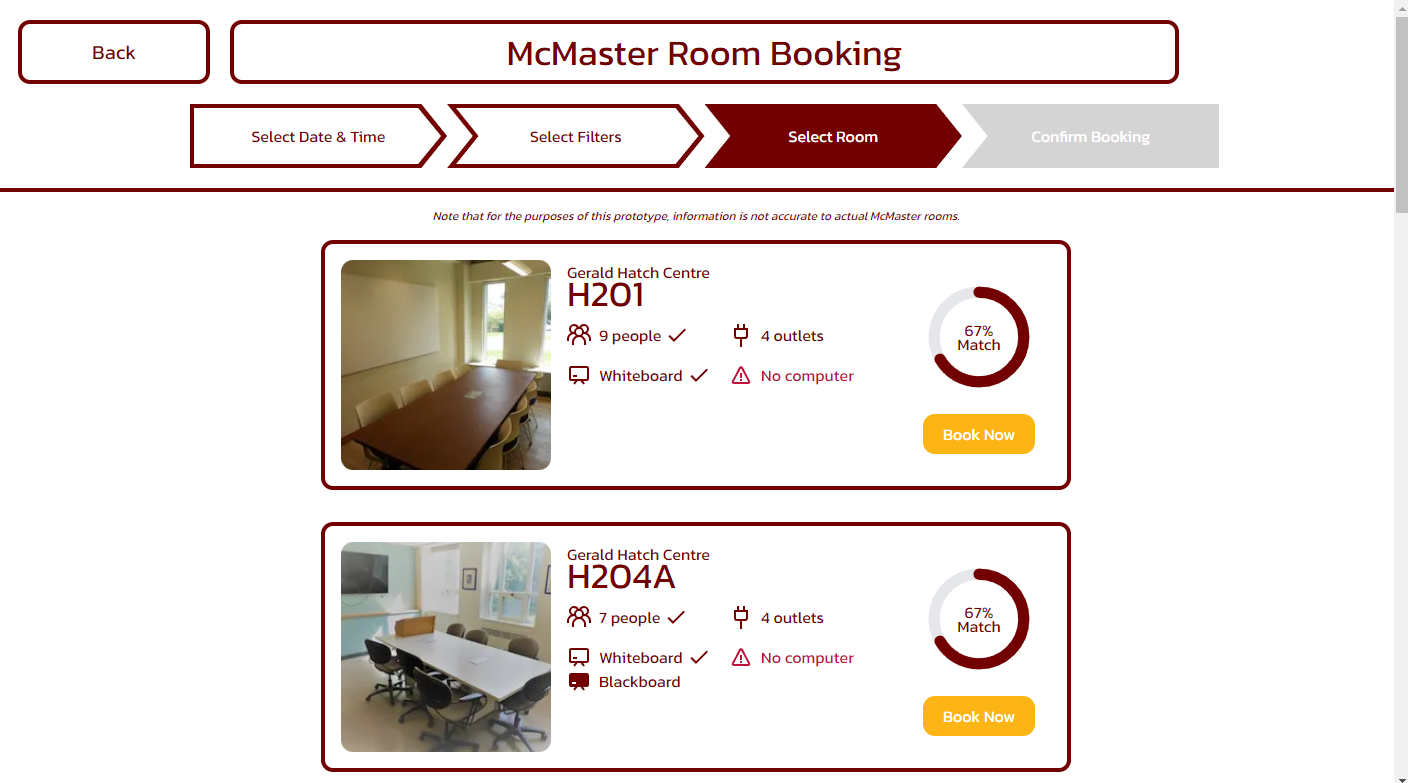 Back
McMaster Room Booking
Select Date & Time
Select Filters
Select Room
Confirm Booking
Note that for the purposes of this prototype, information is not accurate to actual McMaster rooms.
Gerald Hatch Centre
H201
9 people
4 outlets
Whiteboard
No computer
67%
Match
Book Now
Gerald Hatch Centre
H204A
7 people
4 outlets
Whiteboard
No computer
Blackboard
67%
Match
Book Now